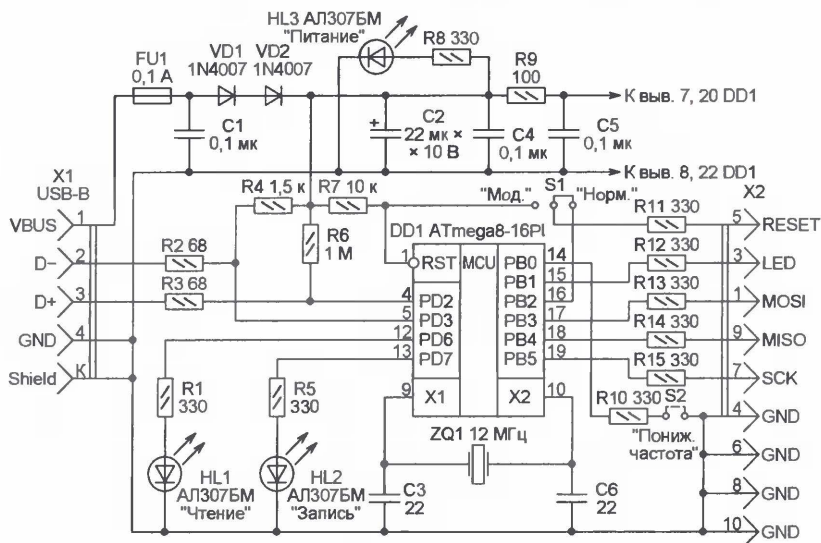 HL3 АЛ307БМ
"Питание"
R8 330
FU1
0,1 А
VD1
1N4007
VD2
1N4007
R9
100
К выв. 7, 20 DD1
C1
0,1 мк
+
C2
22 мк ×
× 10 В
C4
0,1 мк
C5
0,1 мк
К выв. 8, 22 DD1
X1
USB-B
R4 1,5 к
R7 10 к
"Мод."
S1
"Норм."
X2
VBUS
1
R11 330
5
RESET
DD1 ATmega8-16PI
R2 68
R6
1 М
1
RST
MCU
PB0
14
R12 330
3
LED
D−
2
PB1
15
R13 330
1
MOSI
R3 68
D+
3
4
PD2
PB2
16
5
PD3
PB3
17
R14 330
9
MISO
GND
4
12
PD6
PB4
18
13
PD7
PB5
19
R15 330
7
SCK
Shield
K
R1
330
R5
330
9
X1
X2
10
R10 330
S2
4
GND
ZQ1 12 МГц
"Пониж.
частота"
6
GND
HL1
АЛ307БМ
"Чтение"
HL2
АЛ307БМ
"Запись"
C3
22
C6
22
8
GND
10
GND